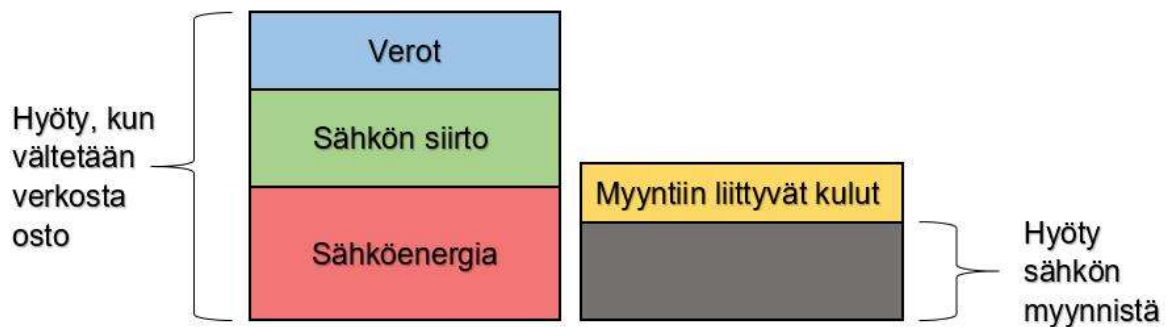 Hyöty, kun
vältetään
verkosta
osto
Verot
Sähkön siirto
Sähköenergia
Myyntiin liittyvät kulut
Hyöty
sähkön
myynnistä